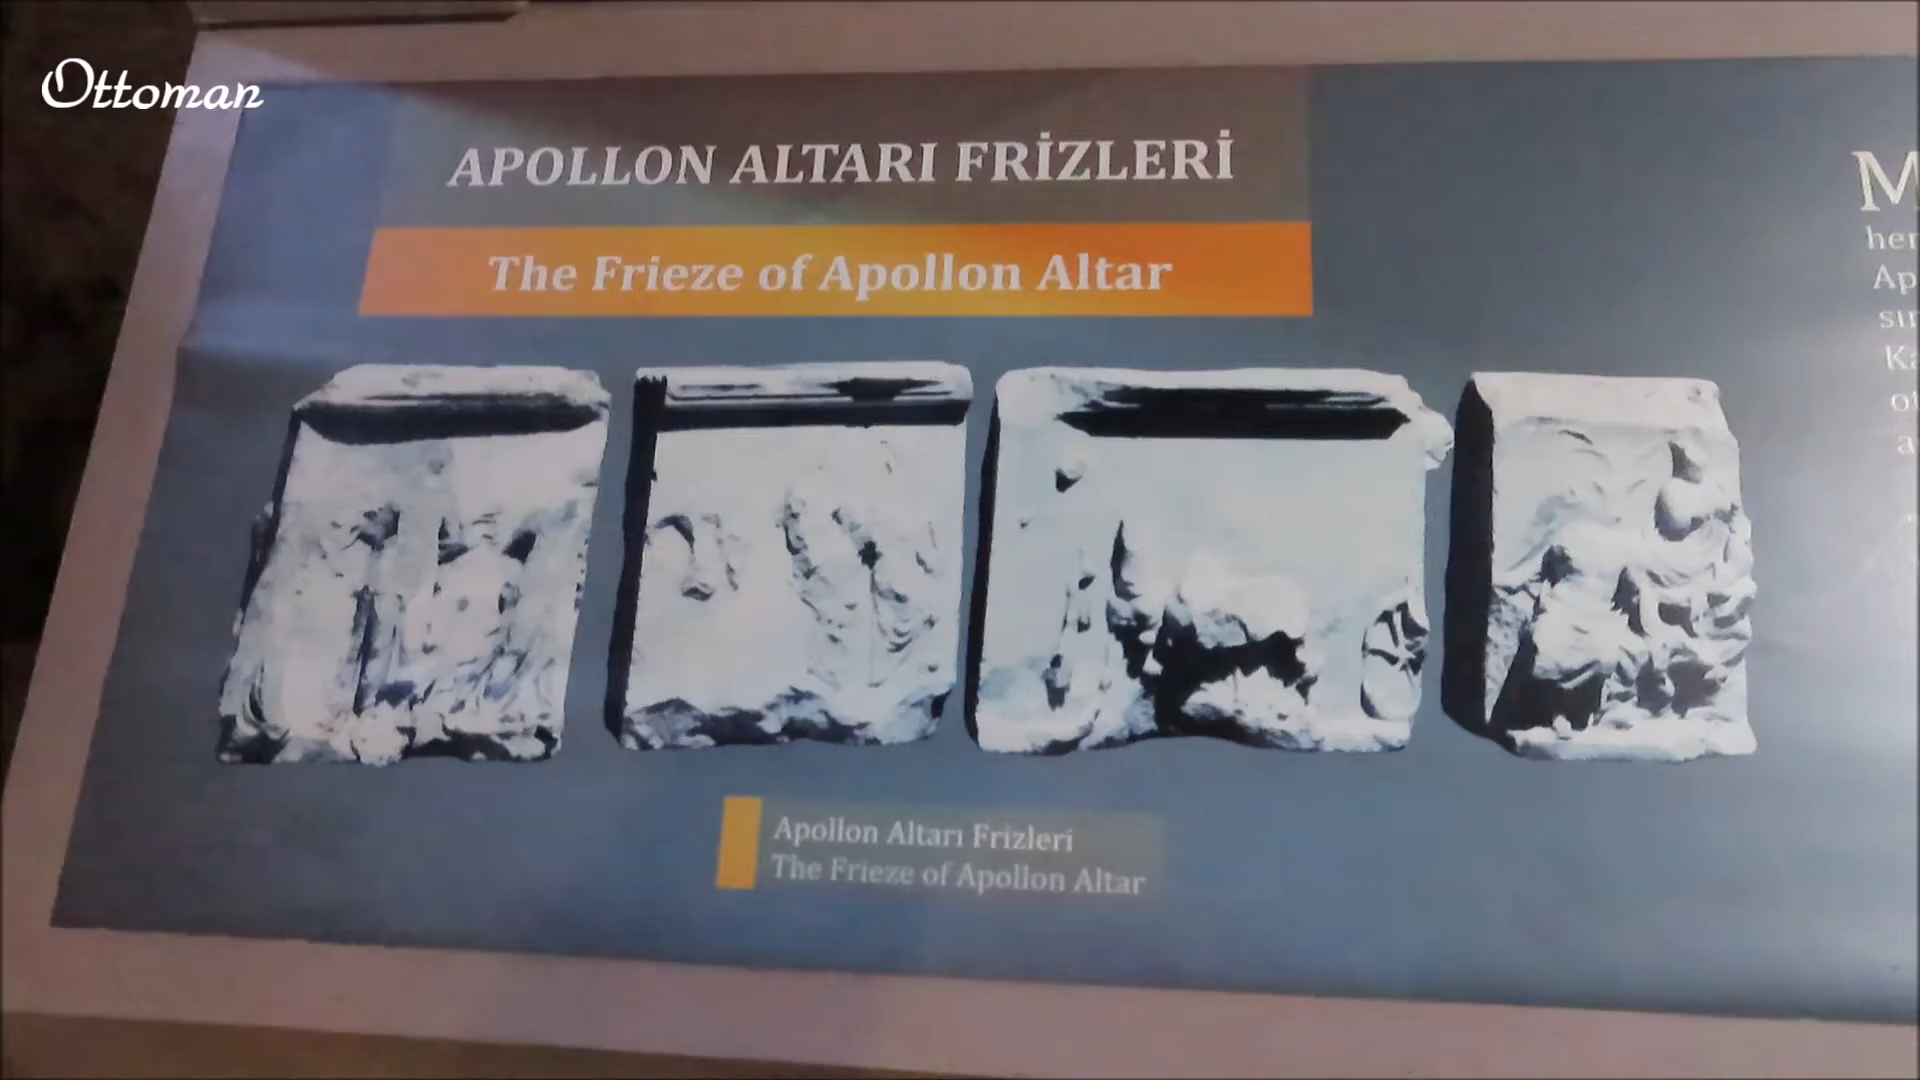 Ottoman
APOLLON ALTARI FRİZLERİ
The Frieze of Apollon Altar
Apollon Altarı Frizleri
The Frieze of Apollon Altar